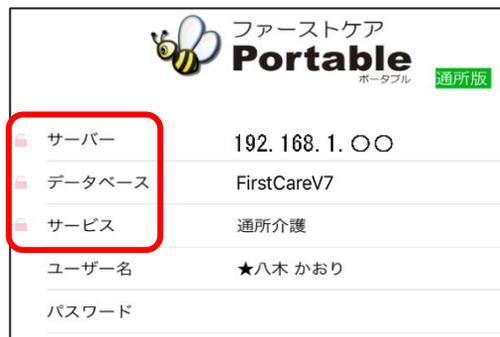 ファーストケア
Portable
ポータブル
通所版
サーバー 192.168.1.〇〇
データベース FirstCareV7
サービス 通所介護
ユーザー名 ★八木 かおり
パスワード